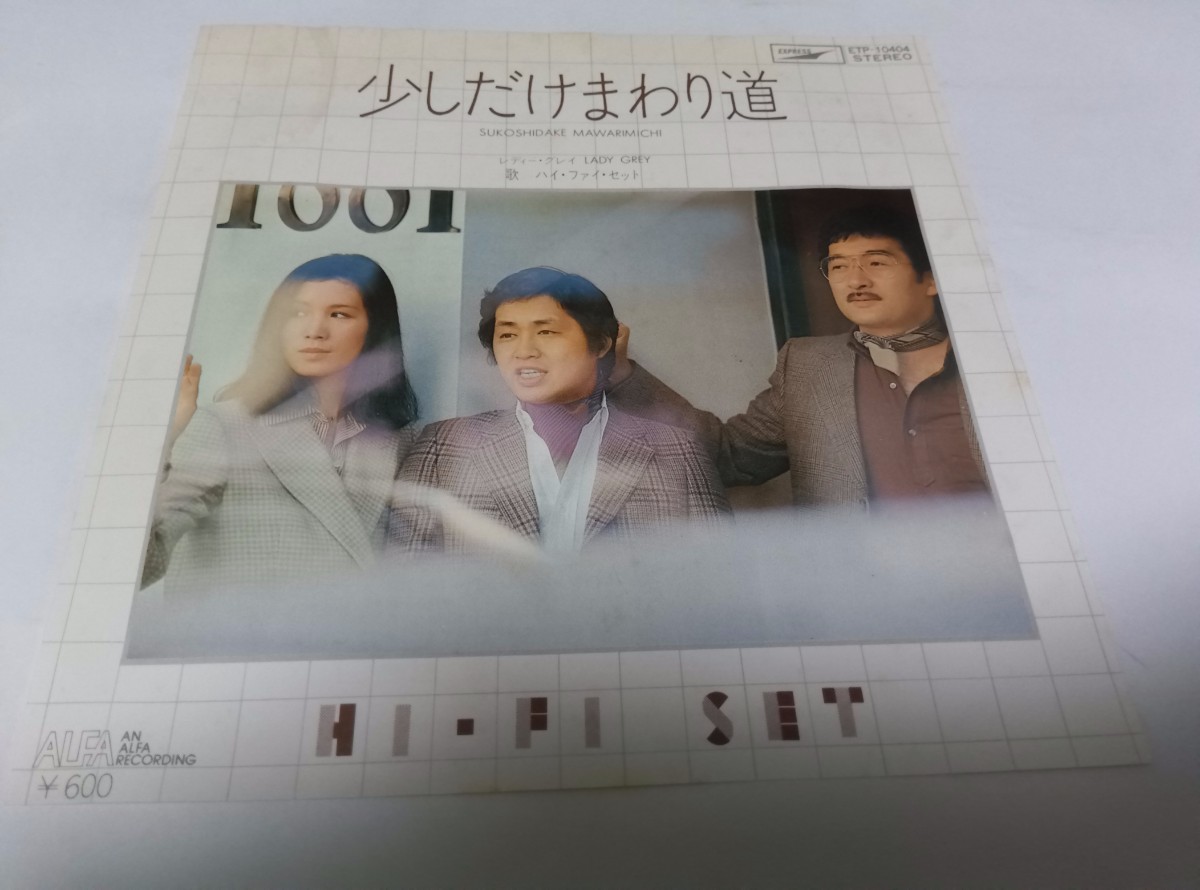 EXPRESS
ETP-10404
STEREO
少しだけまわり道
SUKOSHIDAKE MAWARIMICHI
レディー・グレイ LADY GREY
歌 ハイ・ファイ・セット
1001
HI-FI SET
ALFA
AN
ALFA
RECORDING
¥600